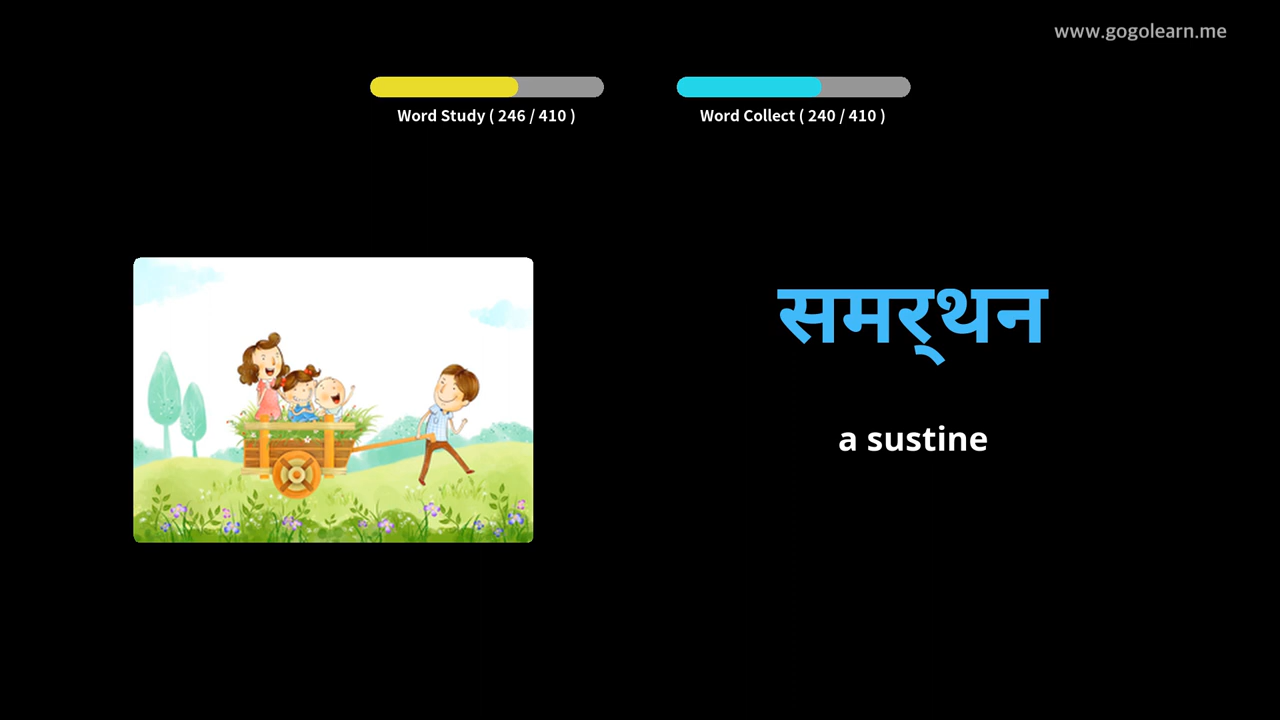 www.gogolearn.me
Word Study ( 246 / 410 )
Word Collect ( 240 / 410 )
समर्‌थन
a sustine